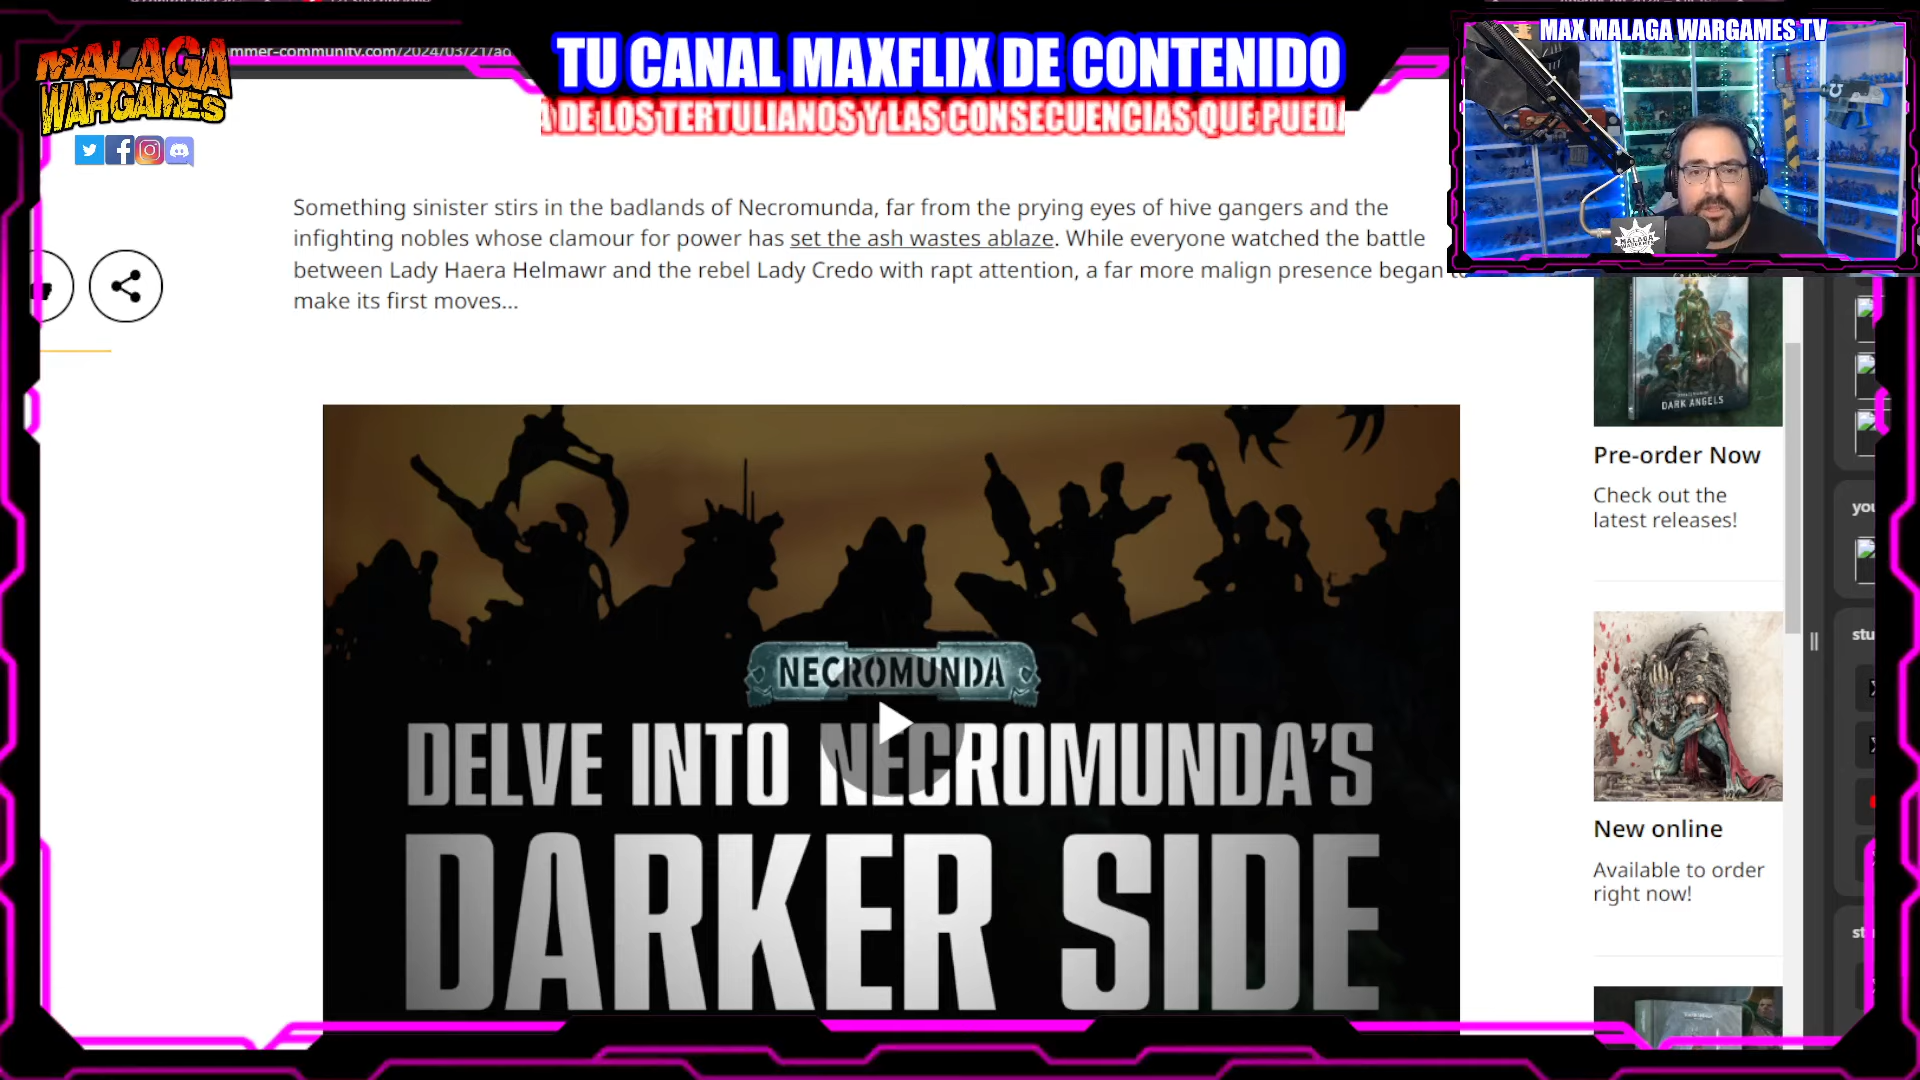 mmer-community.com/2024/03/21/ad
MALAGA
WARGAMES
TU CANAL MAXFLIX DE CONTENIDO
A DE LOS TERTULIANOS Y LAS CONSECUENCIAS QUE PUED
MAX MALAGA WARGAMES TV
MALAGA
Something sinister stirs in the badlands of Necromunda, far from the prying eyes of hive gangers and the
infighting nobles whose clamour for power has set the ash wastes ablaze. While everyone watched the battle
between Lady Haera Helmawr and the rebel Lady Credo with rapt attention, a far more malign presence began to
make its first moves...
NECROMUNDA
DELVE INTO NECROMUNDA'S
DARKER SIDE
DARK ANGELS
Pre-order Now
Check out the
latest releases!
New online
Available to order
right now!
you
stu
st